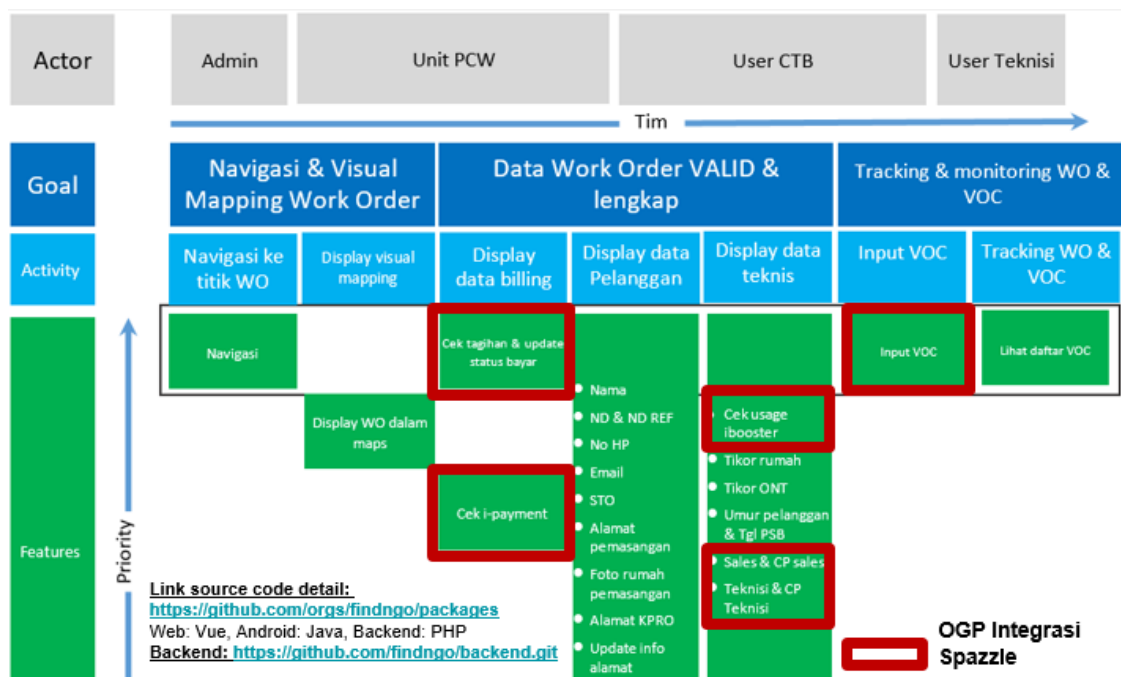 Actor
Admin
Unit PCW
User CTB
User Teknisi
Tim
Goal
Navigasi & Visual
Mapping Work Order
Data Work Order VALID &
lengkap
Tracking & monitoring WO &
VOC
Activity
Navigasi ke
titik WO
Display visual
mapping
Display
data billing
Display data
Pelanggan
Display data
teknis
Input VOC
Tracking WO &
VOC
Features
Priority
Navigasi
Display WO dalam
maps
Cek tagihan & update
status bayar
Cek i-payment
Nama
ND & ND REF
No HP
Email
STO
Alamat
pemasangan
Foto rumah
pemasangan
Alamat KPRO
Update info
alamat
Cek usage
ibooster
Tikor rumah
Tikor ONT
Umur pelanggan
& Tgl PSB
Sales & CP sales
Teknisi & CP
Teknisi
Input VOC
Lihat daftar VOC
Link source code detail:
https://github.com/orgs/findngo/packages
Web: Vue, Android: Java, Backend: PHP
Backend: https://github.com/findngo/backend.git
OGP Integrasi
Spazzle